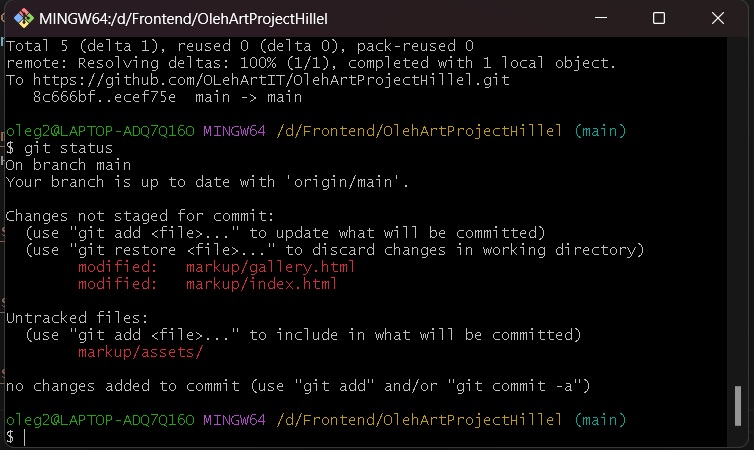 MINGW64:/d/Frontend/OlehArtProjectHillel
Total 5 (delta 1), reused 0 (delta 0), pack-reused 0
remote: Resolving deltas: 100% (1/1), completed with 1 local object.
To https://github.com/OLehArtIT/OlehArtProjectHillel.git
   8c666bf..ecef75e  main -> main

oleg2@LAPTOP-ADQ7Q16O MINGW64 /d/Frontend/OlehArtProjectHillel (main)
$ git status
On branch main
Your branch is up to date with 'origin/main'.

Changes not staged for commit:
  (use "git add <file>..." to update what will be committed)
  (use "git restore <file>..." to discard changes in working directory)
        modified:   markup/gallery.html
        modified:   markup/index.html

Untracked files:
  (use "git add <file>..." to include in what will be committed)
        markup/assets/

no changes added to commit (use "git add" and/or "git commit -a")

oleg2@LAPTOP-ADQ7Q16O MINGW64 /d/Frontend/OlehArtProjectHillel (main)
$